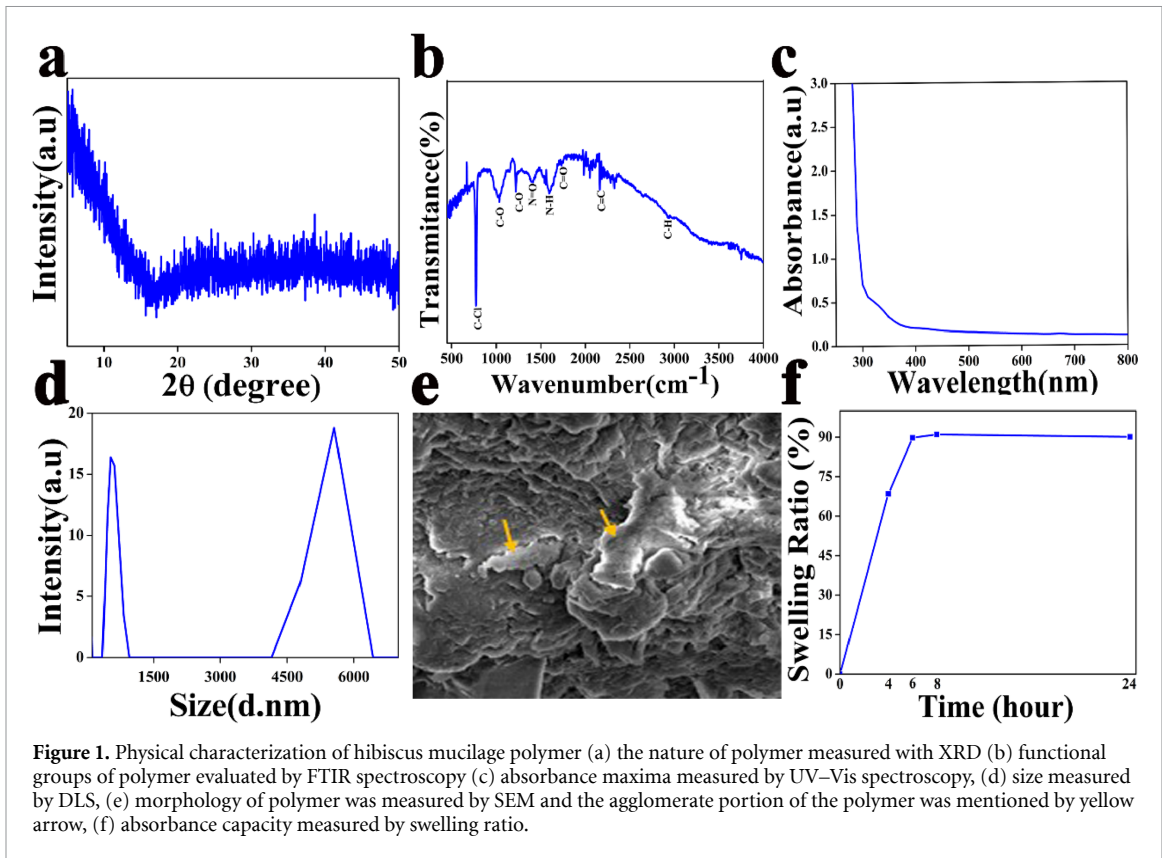 a
b
c
Intensity(a.u)
10
20
30
40
50
2θ (degree)
Transmitance(%)
C-Cl
C-O
C-O
N=O
N-H
C=O
C=C
C-H
500
1000
1500
2000
2500
3000
3500
4000
Wavenumber(cm⁻¹)
Absorbance(a.u)
3.0
2.5
2.0
1.5
1.0
0.5
0.0
300
400
500
600
700
800
Wavelength(nm)
d
e
f
Intensity(a.u)
20
15
10
5
0
1500
3000
4500
6000
Size(d.nm)
Swelling Ratio (%)
90
75
60
45
30
15
0
0
4
6
8
24
Time (hour)
Figure 1. Physical characterization of hibiscus mucilage polymer (a) the nature of polymer measured with XRD (b) functional
groups of polymer evaluated by FTIR spectroscopy (c) absorbance maxima measured by UV–Vis spectroscopy, (d) size measured
by DLS, (e) morphology of polymer was measured by SEM and the agglomerate portion of the polymer was mentioned by yellow
arrow, (f) absorbance capacity measured by swelling ratio.